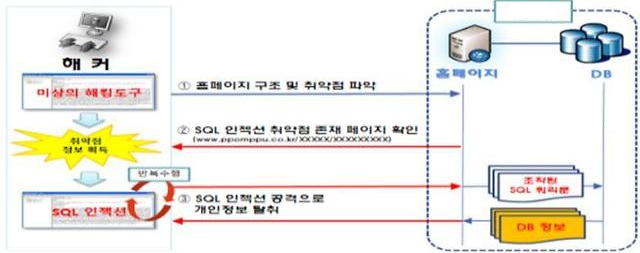 해 커
미상의 해킹도구
① 홈페이지 구조 및 취약점 파악
홈페이지
DB
취약점
정보 획득
② SQL 인젝션 취약점 존재 페이지 확인
(www.ppomppu.co.kr/XXXXX/XXXXXXXXX)
반복수행
조작된
SQL 쿼리문
SQL 인젝션
③ SQL 인젝션 공격으로
개인정보 탈취
DB 정보